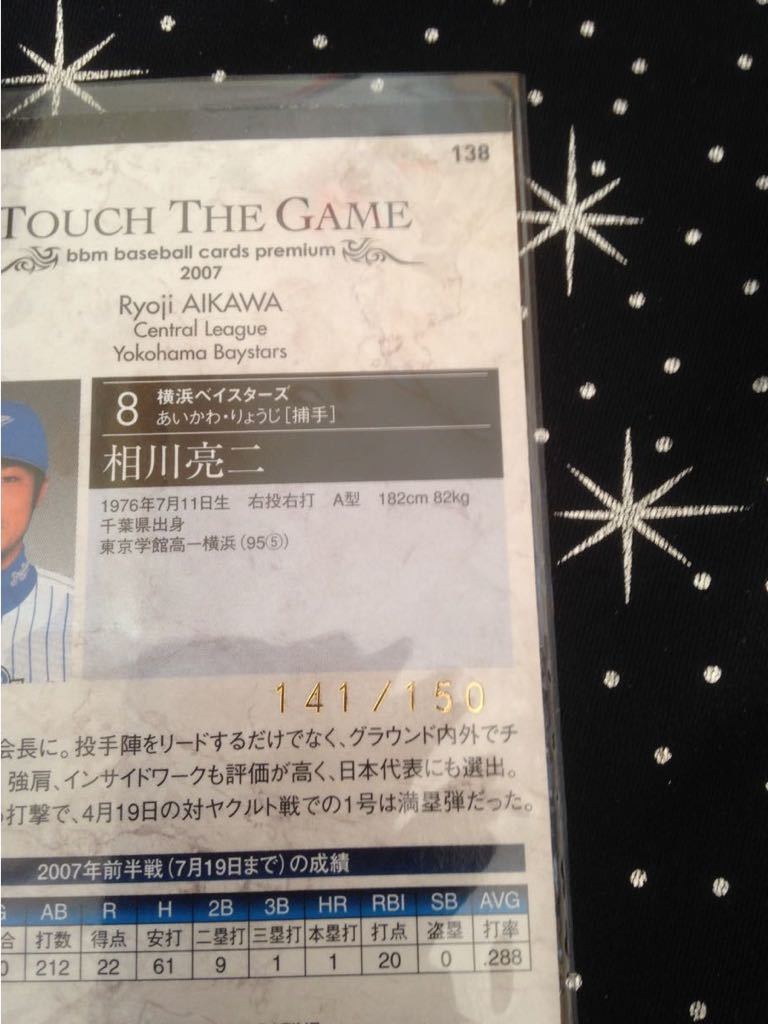 138
TOUCH THE GAME
bbm baseball cards premium
2007
Ryoji AIKAWA
Central League
Yokohama Baystars
8 横浜ベイスターズ
あいかわ・りょうじ［捕手］
相川亮二
1976年7月11日生 右投右打 A型 182cm 82kg
千葉県出身
東京学館高ー横浜（95⑤）
141/150
会長に。投手陣をリードするだけでなく、グラウンド内外でチ
強肩、インサイドワークも評価が高く、日本代表にも選出。
打撃で、4月19日の対ヤクルト戦での1号は満塁弾だった。
2007年前半戦（7月19日まで）の成績
AB R H 2B 3B HR RBI SB AVG
合 打数 得点 安打 二塁打 三塁打 本塁打 打点 盗塁 打率
0 212 22 61 9 1 1 20 0 .288